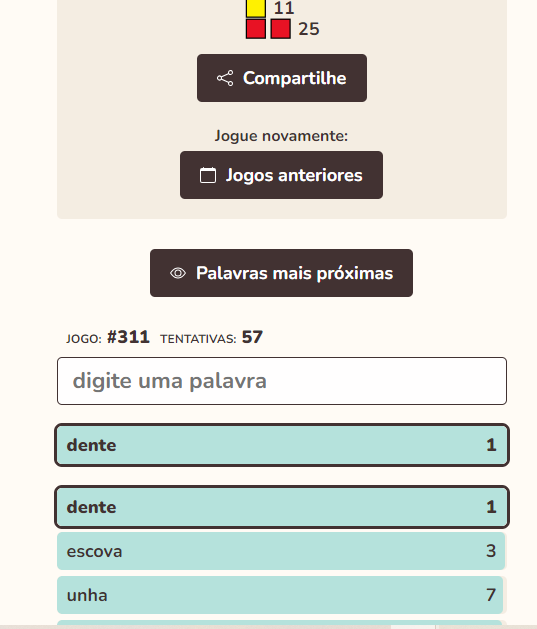 11
25
Compartilhe
Jogue novamente:
Jogos anteriores
Palavras mais próximas
JOGO: #311 TENTATIVAS: 57
digite uma palavra
dente 1
dente 1
escova 3
unha 7